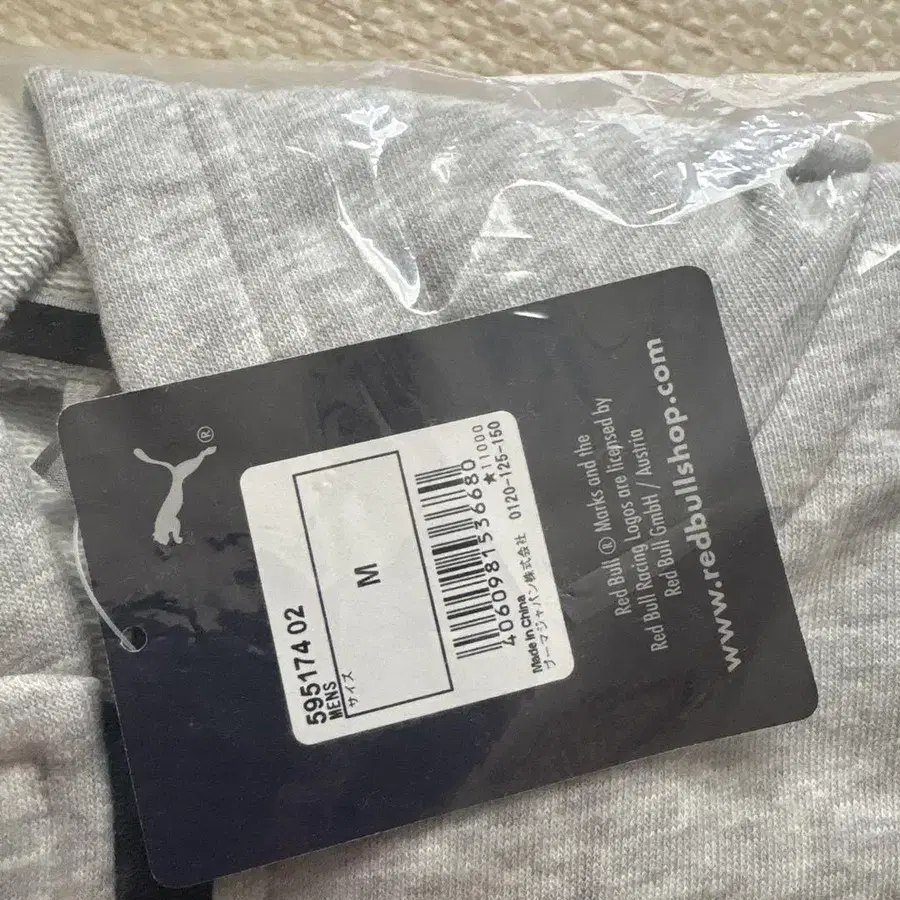 ®
595174 02
MENS
サイズ
M
4060981536680
★11000
Made in China 0120-125-150
プーマジャパン株式会社
Red Bull ® Marks and the
Red Bull Racing Logos are licensed by
Red Bull GmbH / Austria
www.redbullshop.com